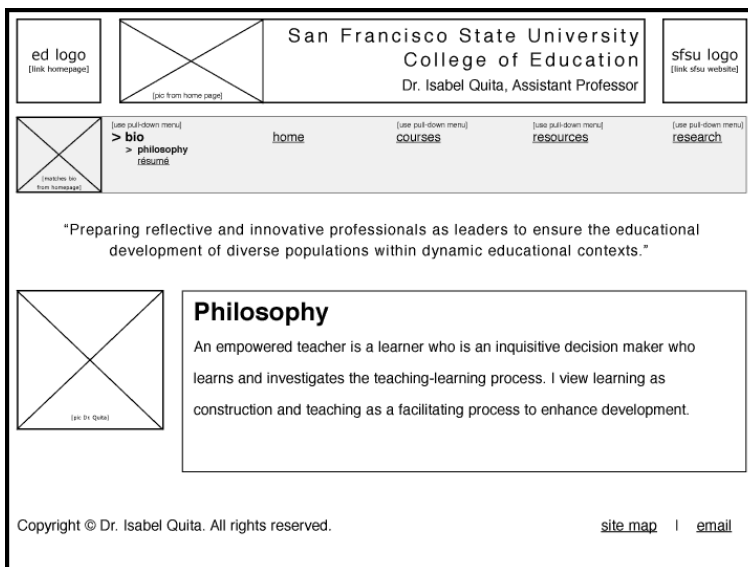 ed logo
[link homepage]
[pic from home page]
San Francisco State University
College of Education
Dr. Isabel Quita, Assistant Professor
sfsu logo
[link sfsu website]
[matches bio
from homepage]
[use pull-down menu]
> bio
> philosophy
résumé
home
[use pull-down menu]
courses
[use pull-down menu]
resources
[use pull-down menu]
research
“Preparing reflective and innovative professionals as leaders to ensure the educational
development of diverse populations within dynamic educational contexts.”
[pic Dr. Quita]
Philosophy
An empowered teacher is a learner who is an inquisitive decision maker who
learns and investigates the teaching-learning process. I view learning as
construction and teaching as a facilitating process to enhance development.
Copyright © Dr. Isabel Quita. All rights reserved.
site map | email